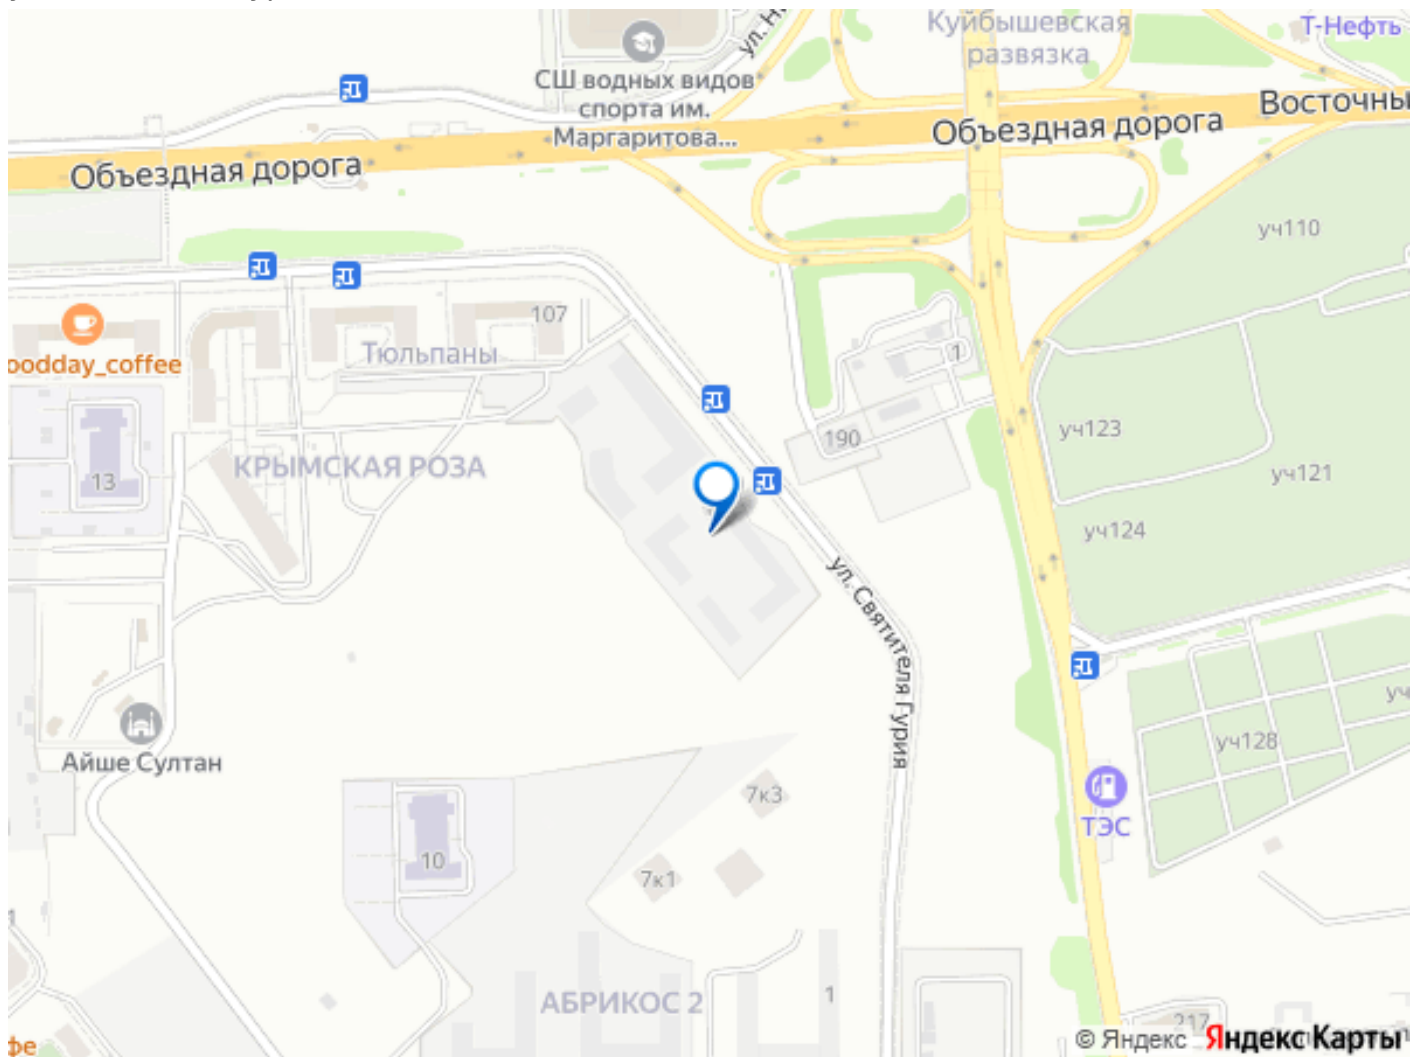 Куйбышевская
развязка
Т-Нефть
СШ водных видов
спорта им.
Маргаритова...
Объездная дорога
Объездная дорога
уч110
107
Тюльпаны
oodday_coffee
1
190
уч123
13
КРЫМСКАЯ РОЗА
уч121
уч124
ул. Святителя Гурия
Айше Султан
уч128
7к3
ТЭС
10
7к1
АБРИКОС 2
1
217
© Яндекс Яндекс Карты